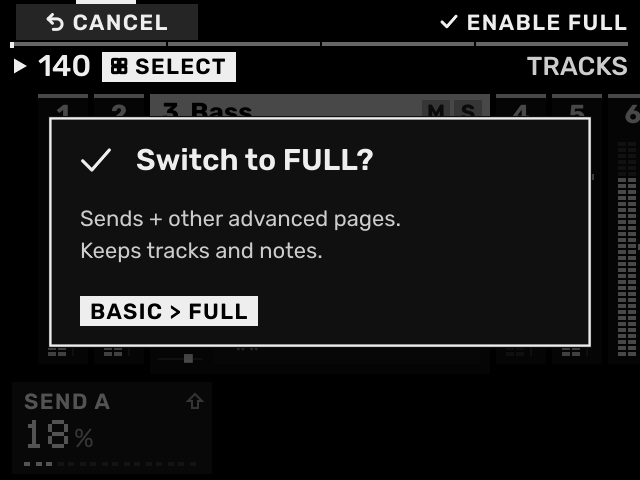 CANCEL
ENABLE FULL
140 SELECT
TRACKS
1 2 3 Bass M S 4 5 6
Switch to FULL?
Sends + other advanced pages.
Keeps tracks and notes.
BASIC > FULL
SEND A
18%